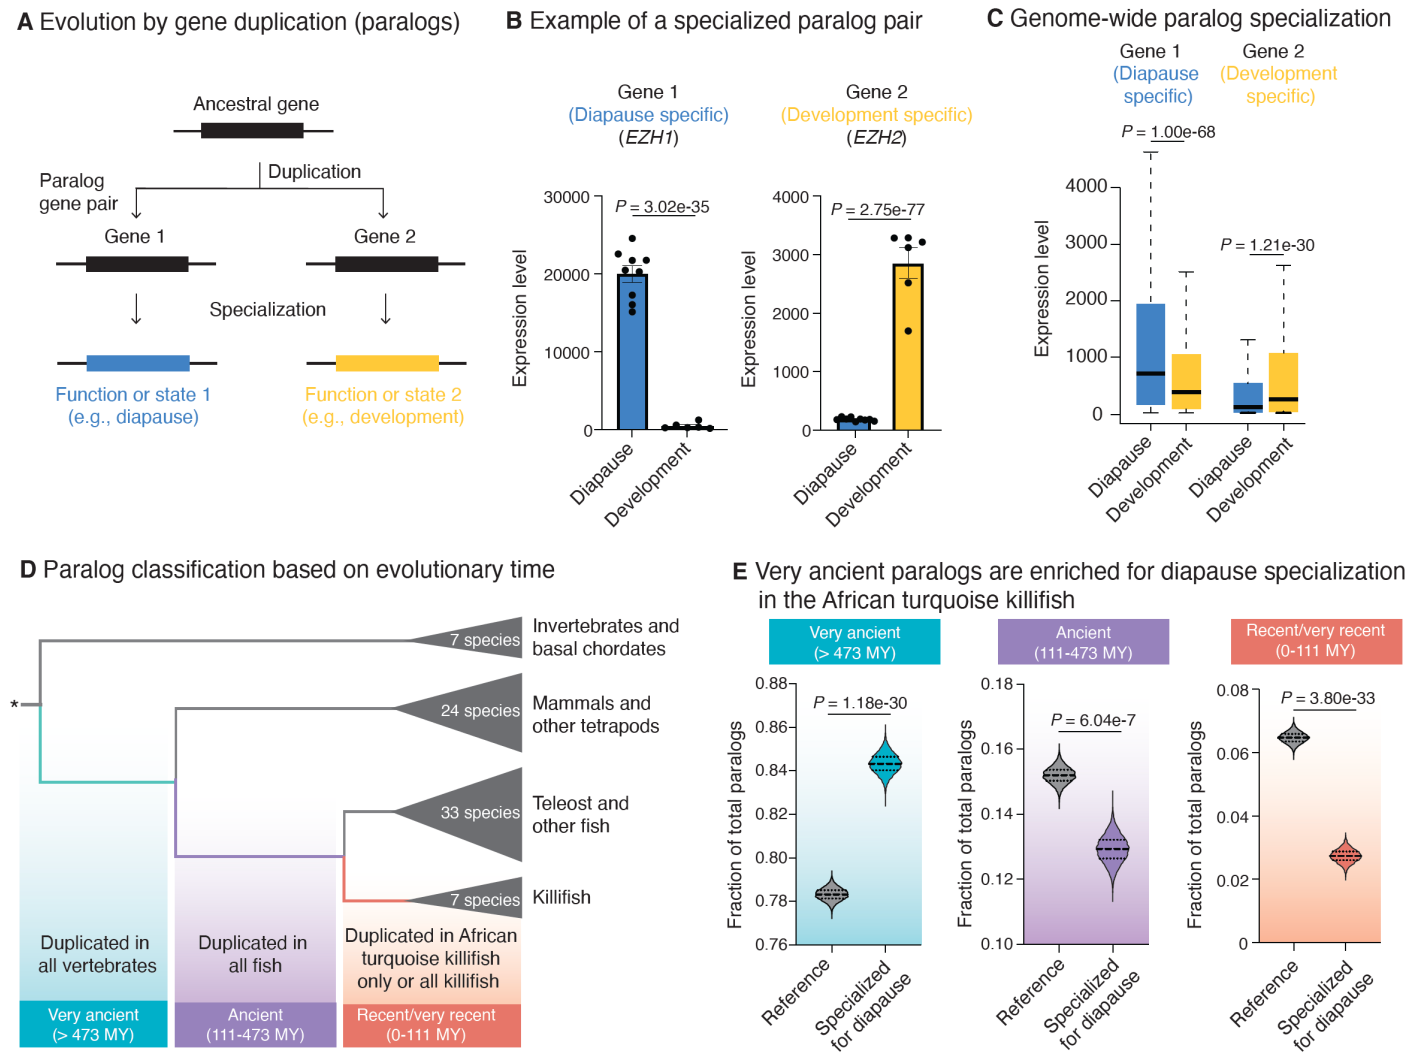 A Evolution by gene duplication (paralogs)
Ancestral gene
Duplication
Paralog
gene pair
Gene 1
Gene 2
Specialization
Function or state 1
(e.g., diapause)
Function or state 2
(e.g., development)
B Example of a specialized paralog pair
Gene 1
(Diapause specific)
(EZH1)
Expression level
30000
20000
10000
0
P = 3.02e-35
Diapause
Development
Gene 2
(Development specific)
(EZH2)
Expression level
4000
3000
2000
1000
0
P = 2.75e-77
Diapause
Development
C Genome-wide paralog specialization
Gene 1
(Diapause
specific)
Gene 2
(Development
specific)
P = 1.00e-68
P = 1.21e-30
Expression level
4000
3000
2000
1000
0
Diapause
Development
Diapause
Development
D Paralog classification based on evolutionary time
*
7 species
Invertebrates and
basal chordates
24 species
Mammals and
other tetrapods
33 species
Teleost and
other fish
7 species
Killifish
Duplicated in
all vertebrates
Duplicated in
all fish
Duplicated in African
turquoise killifish
only or all killifish
Very ancient
(> 473 MY)
Ancient
(111-473 MY)
Recent/very recent
(0-111 MY)
E Very ancient paralogs are enriched for diapause specialization
in the African turquoise killifish
Very ancient
(> 473 MY)
Fraction of total paralogs
0.88
0.86
0.84
0.82
0.80
0.78
0.76
P = 1.18e-30
Reference
Specialized
for diapause
Ancient
(111-473 MY)
Fraction of total paralogs
0.18
0.16
0.14
0.12
0.10
P = 6.04e-7
Reference
Specialized
for diapause
Recent/very recent
(0-111 MY)
Fraction of total paralogs
0.08
0.06
0.04
0.02
0
P = 3.80e-33
Reference
Specialized
for diapause